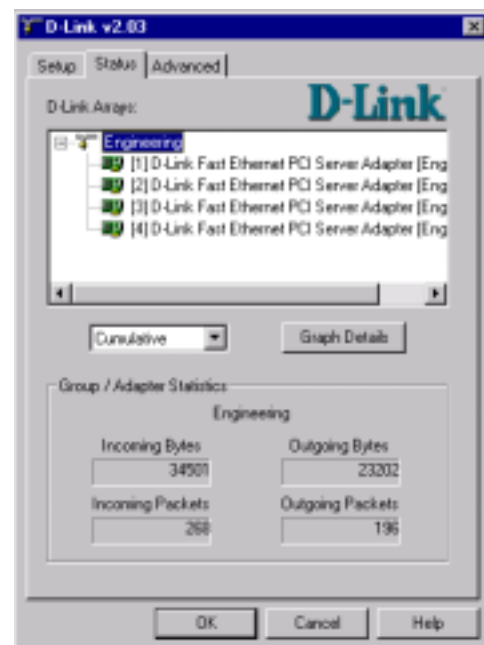 D-Link v2.03
Setup Status Advanced
D-Link Arrays:
D-Link
Engineering
[1] D-Link Fast Ethernet PCI Server Adapter [Eng
[2] D-Link Fast Ethernet PCI Server Adapter [Eng
[3] D-Link Fast Ethernet PCI Server Adapter [Eng
[4] D-Link Fast Ethernet PCI Server Adapter [Eng
Cumulative
Graph Details
Group / Adapter Statistics
Engineering
Incoming Bytes Outgoing Bytes
34501 23202
Incoming Packets Outgoing Packets
268 196
OK Cancel Help